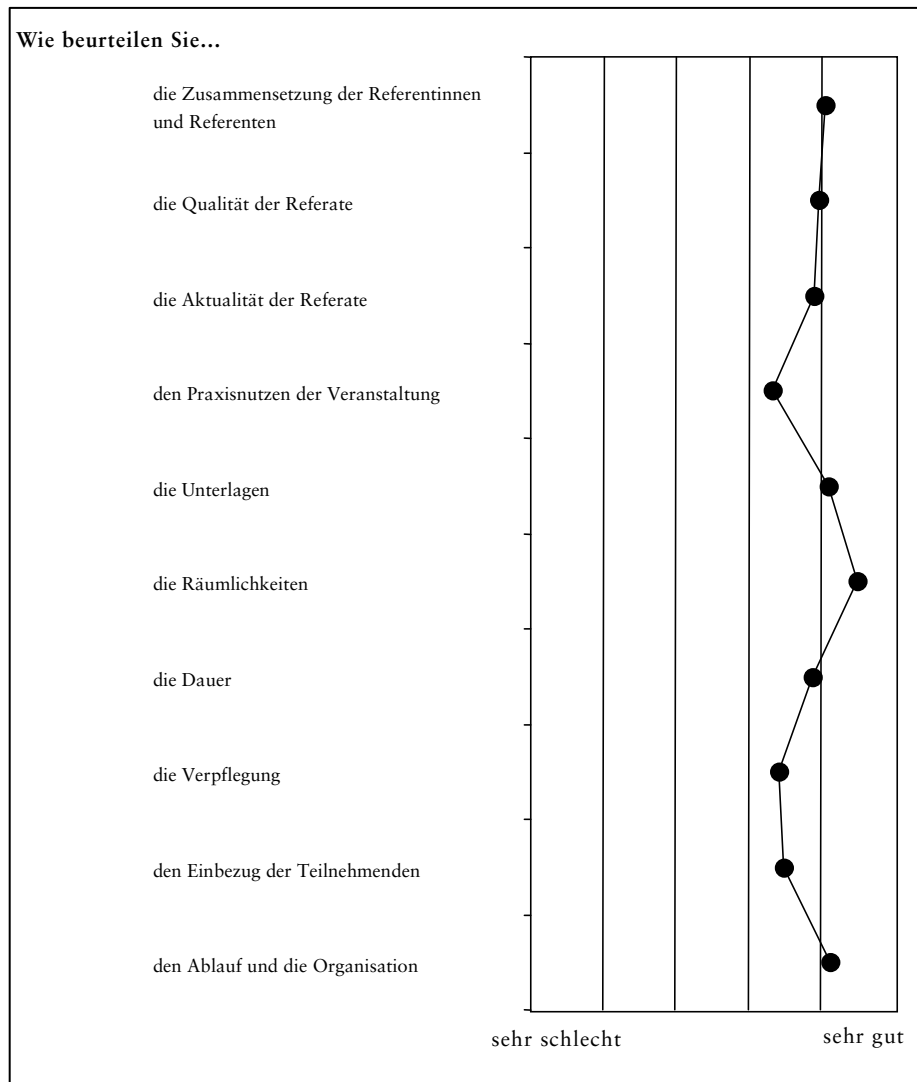 Wie beurteilen Sie...
die Zusammensetzung der Referentinnen
und Referenten
die Qualität der Referate
die Aktualität der Referate
den Praxisnutzen der Veranstaltung
die Unterlagen
die Räumlichkeiten
die Dauer
die Verpflegung
den Einbezug der Teilnehmenden
den Ablauf und die Organisation
sehr schlecht
sehr gut